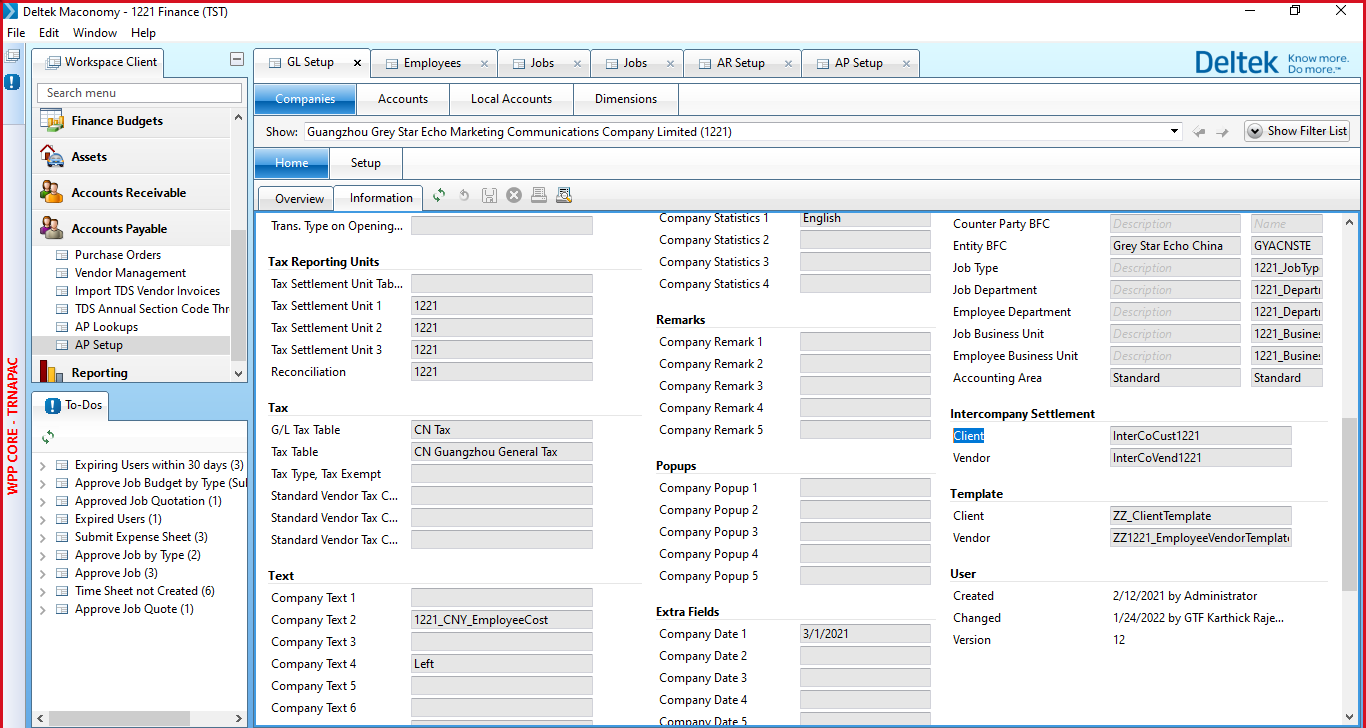 Deltek Maconomy - 1221 Finance (TST)
File Edit Window Help
Workspace Client
GL Setup
Employees
Jobs
Jobs
AR Setup
AP Setup
Deltek
Know more.
Do more.™
Search menu
Companies
Accounts
Local Accounts
Dimensions
Finance Budgets
Assets
Accounts Receivable
Accounts Payable
Purchase Orders
Vendor Management
Import TDS Vendor Invoices
TDS Annual Section Code Thr
AP Lookups
AP Setup
Reporting
WPP CORE - TRNAPAC
To-Dos
Expiring Users within 30 days (3)
Approve Job Budget by Type (Sul
Approved Job Quotation (1)
Expired Users (1)
Submit Expense Sheet (3)
Approve Job by Type (2)
Approve Job (3)
Time Sheet not Created (6)
Approve Job Quote (1)
Show: Guangzhou Grey Star Echo Marketing Communications Company Limited (1221)
Show Filter List
Home
Setup
Overview
Information
Trans. Type on Opening...
Tax Reporting Units
Tax Settlement Unit Tab...
Tax Settlement Unit 1 1221
Tax Settlement Unit 2 1221
Tax Settlement Unit 3 1221
Reconciliation 1221
Tax
G/L Tax Table CN Tax
Tax Table CN Guangzhou General Tax
Tax Type, Tax Exempt
Standard Vendor Tax C...
Standard Vendor Tax C...
Standard Vendor Tax C...
Text
Company Text 1
Company Text 2 1221_CNY_EmployeeCost
Company Text 3
Company Text 4 Left
Company Text 5
Company Text 6
Company Statistics 1 English
Company Statistics 2
Company Statistics 3
Company Statistics 4
Remarks
Company Remark 1
Company Remark 2
Company Remark 3
Company Remark 4
Company Remark 5
Popups
Company Popup 1
Company Popup 2
Company Popup 3
Company Popup 4
Company Popup 5
Extra Fields
Company Date 1 3/1/2021
Company Date 2
Company Date 3
Company Date 4
Company Date 5
Counter Party BFC Description Name
Entity BFC Grey Star Echo China GYACNSTE
Job Type Description 1221_JobTyp
Job Department Description 1221_Departı
Employee Department Description 1221_Departı
Job Business Unit Description 1221_Busines
Employee Business Unit Description 1221_Busines
Accounting Area Standard Standard
Intercompany Settlement
Client InterCoCust1221
Vendor InterCoVend1221
Template
Client ZZ_ClientTemplate
Vendor ZZ1221_EmployeeVendorTemplate
User
Created 2/12/2021 by Administrator
Changed 1/24/2022 by GTF Karthick Raje...
Version 12